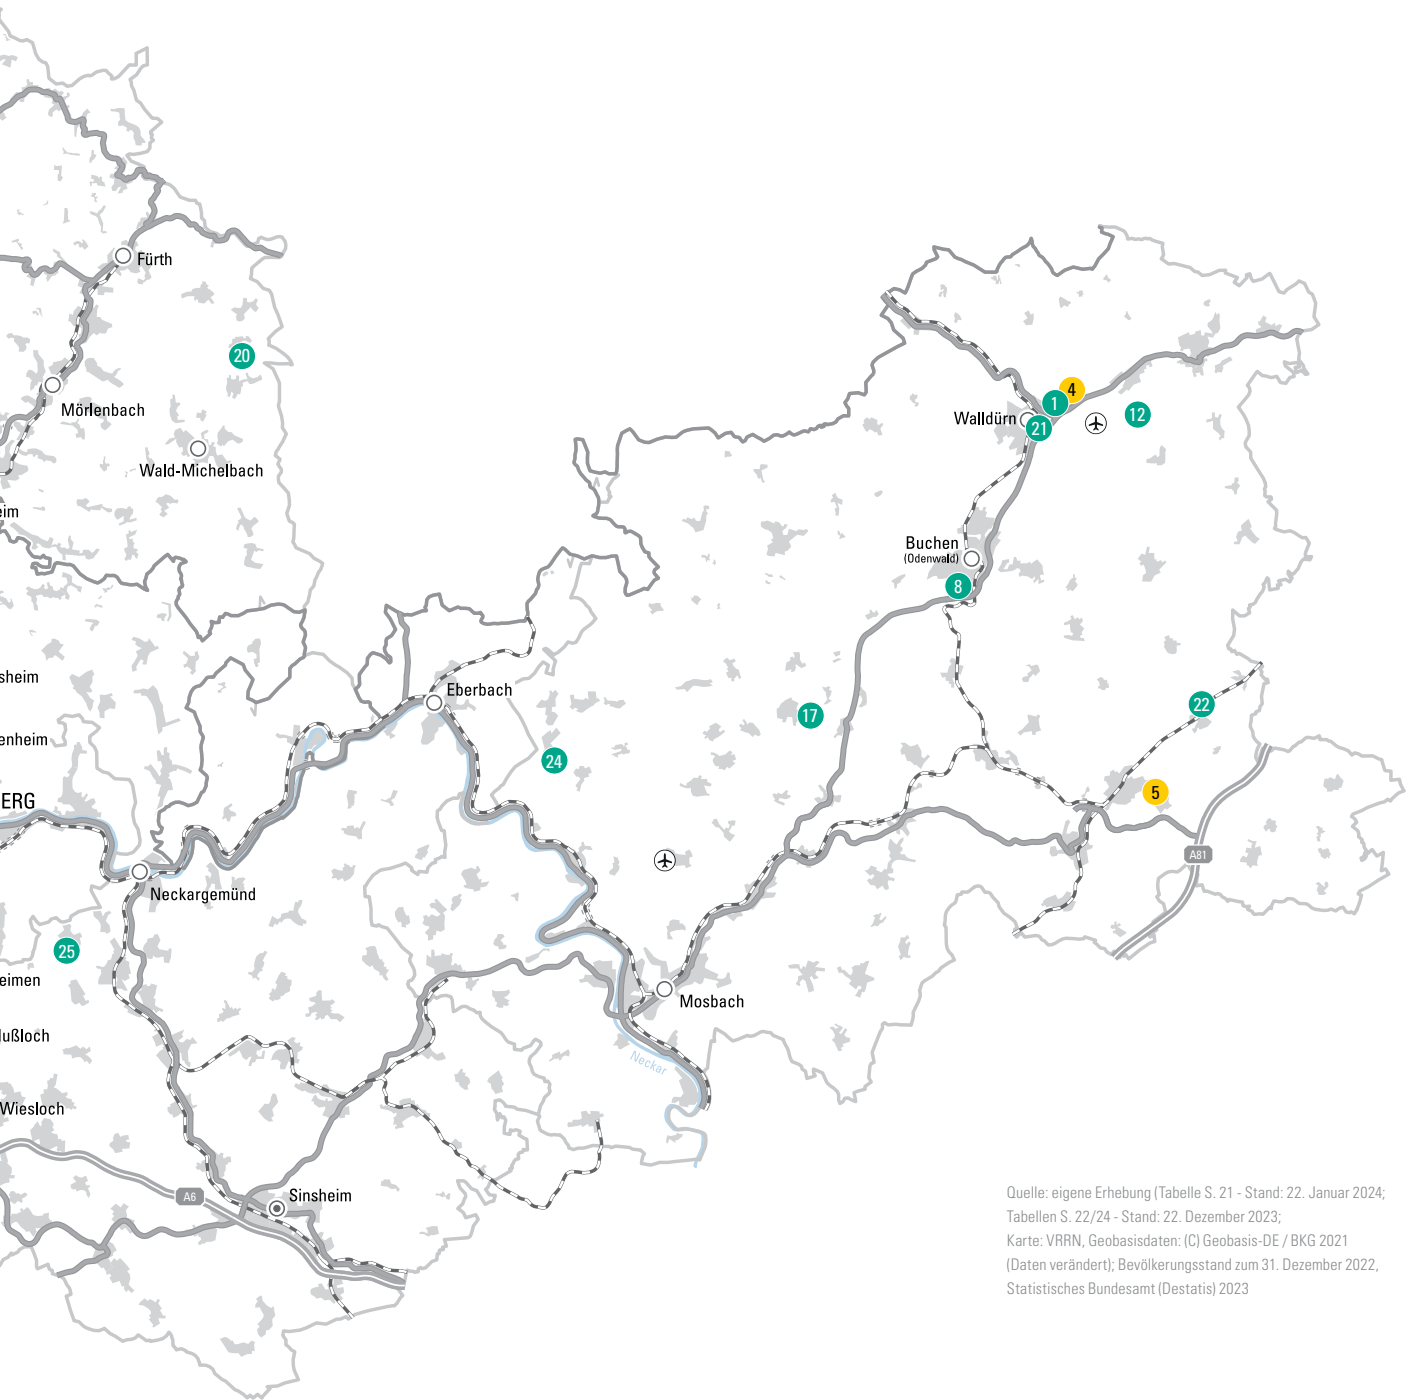 Fürth
20
Mörlenbach
Wald-Michelbach
eim
4
1
12
Walldürn
21
Buchen
(Odenwald)
8
sheim
Eberbach
22
17
enheim
24
5
ERG
A81
Neckargemünd
25
eimen
Mosbach
ußloch
Neckar
Wiesloch
A6
Sinsheim
Quelle: eigene Erhebung (Tabelle S. 21 - Stand: 22. Januar 2024;
Tabellen S. 22/24 - Stand: 22. Dezember 2023;
Karte: VRRN, Geobasisdaten: (C) Geobasis-DE / BKG 2021
(Daten verändert); Bevölkerungsstand zum 31. Dezember 2022,
Statistisches Bundesamt (Destatis) 2023